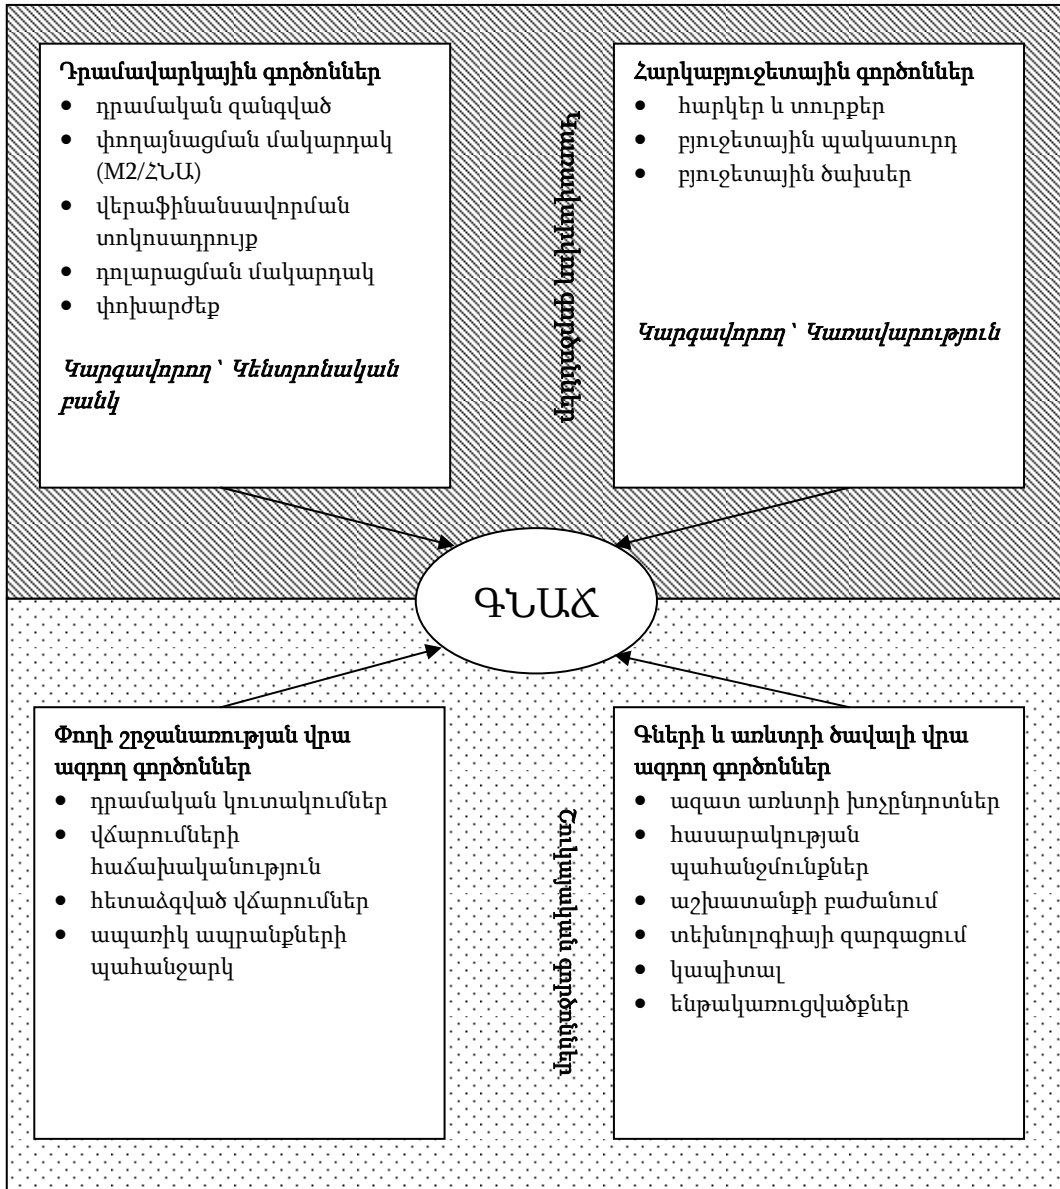 Դրամավարկային գործոններ
• դրամական զանգված
• փողայնացման մակարդակ
(M2/ՀՆԱ)
• վերաֆինանսավորման
տոկոսադրույք
• դոլարացման մակարդակ
• փոխարժեք
Կարգավորող ՝ Կենտրոնական
բանկ
Հարկաբյուջետային գործոններ
• հարկեր և տուրքեր
• բյուջետային պակասուրդ
• բյուջետային ծախսեր
Կարգավորող ՝ Կառավարություն
ԳՆԱՃ
Փողի շրջանառության վրա
ազդող գործոններ
• դրամական կուտակումներ
• վճարումների
հաճախականություն
• հետաձգված վճարումներ
• ապառիկ ապրանքների
պահանջարկ
Գների և առևտրի ծավալի վրա
ազդող գործոններ
• ազատ առևտրի խոչընդոտներ
• հասարակության
պահանջմունքներ
• աշխատանքի բաժանում
• տեխնոլոգիայի զարգացում
• կապիտալ
• ենթակառուցվածքներ